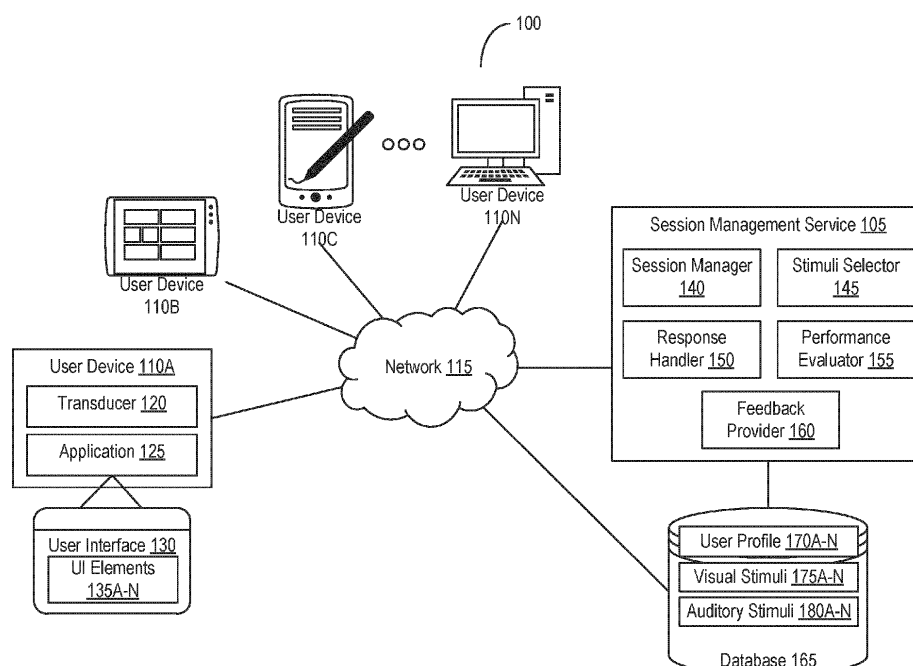 100
User Device
110C
User Device
110N
User Device
110B
Session Management Service 105
Session Manager
140
Stimuli Selector
145
Response
Handler 150
Performance
Evaluator 155
Feedback
Provider 160
Network 115
User Device 110A
Transducer 120
Application 125
User Interface 130
UI Elements
135A-N
User Profile 170A-N
Visual Stimuli 175A-N
Auditory Stimuli 180A-N
Database 165